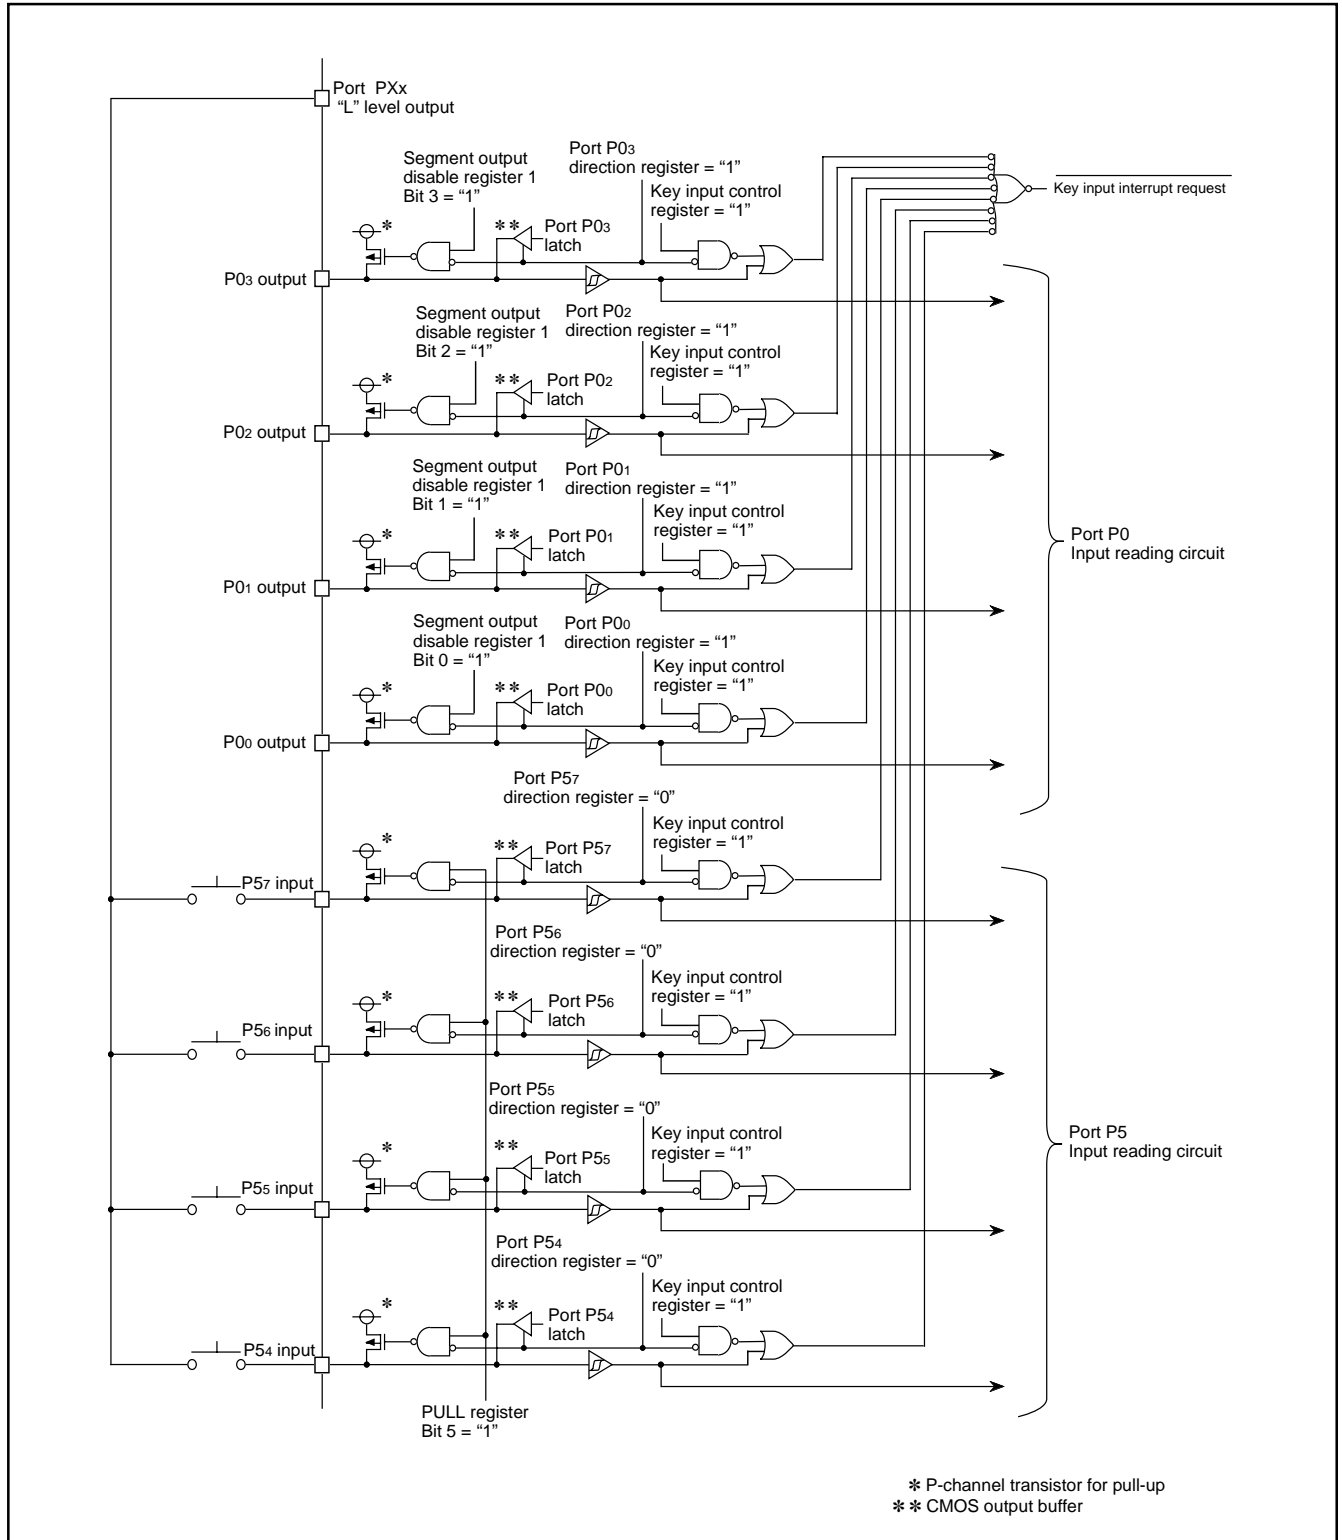 Port PXx
“L” level output
Segment output
disable register 1
Bit 3 = “1”
Port P03
direction register = “1”
Key input control
register = “1”
Key input interrupt request
*
**
Port P03
latch
P03 output
Segment output
disable register 1
Bit 2 = “1”
Port P02
direction register = “1”
Key input control
register = “1”
*
**
Port P02
latch
P02 output
Segment output
disable register 1
Bit 1 = “1”
Port P01
direction register = “1”
Key input control
register = “1”
*
**
Port P01
latch
P01 output
Port P0
Input reading circuit
Segment output
disable register 1
Bit 0 = “1”
Port P00
direction register = “1”
Key input control
register = “1”
*
**
Port P00
latch
P00 output
Port P57
direction register = “0”
Key input control
register = “1”
*
**
Port P57
latch
P57 input
Port P56
direction register = “0”
Key input control
register = “1”
*
**
Port P56
latch
P56 input
Port P55
direction register = “0”
Key input control
register = “1”
*
**
Port P55
latch
P55 input
Port P5
Input reading circuit
Port P54
direction register = “0”
Key input control
register = “1”
*
**
Port P54
latch
P54 input
PULL register
Bit 5 = “1”
* P-channel transistor for pull-up
** CMOS output buffer